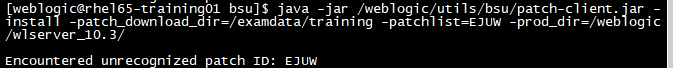 [weblogic@rhel65-training01 bsu]$ java -jar /weblogic/utils/bsu/patch-client.jar -
install -patch_download_dir=/examdata/training -patchlist=EJUW -prod_dir=/weblogic
/wlserver_10.3/
Encountered unrecognized patch ID: EJUW